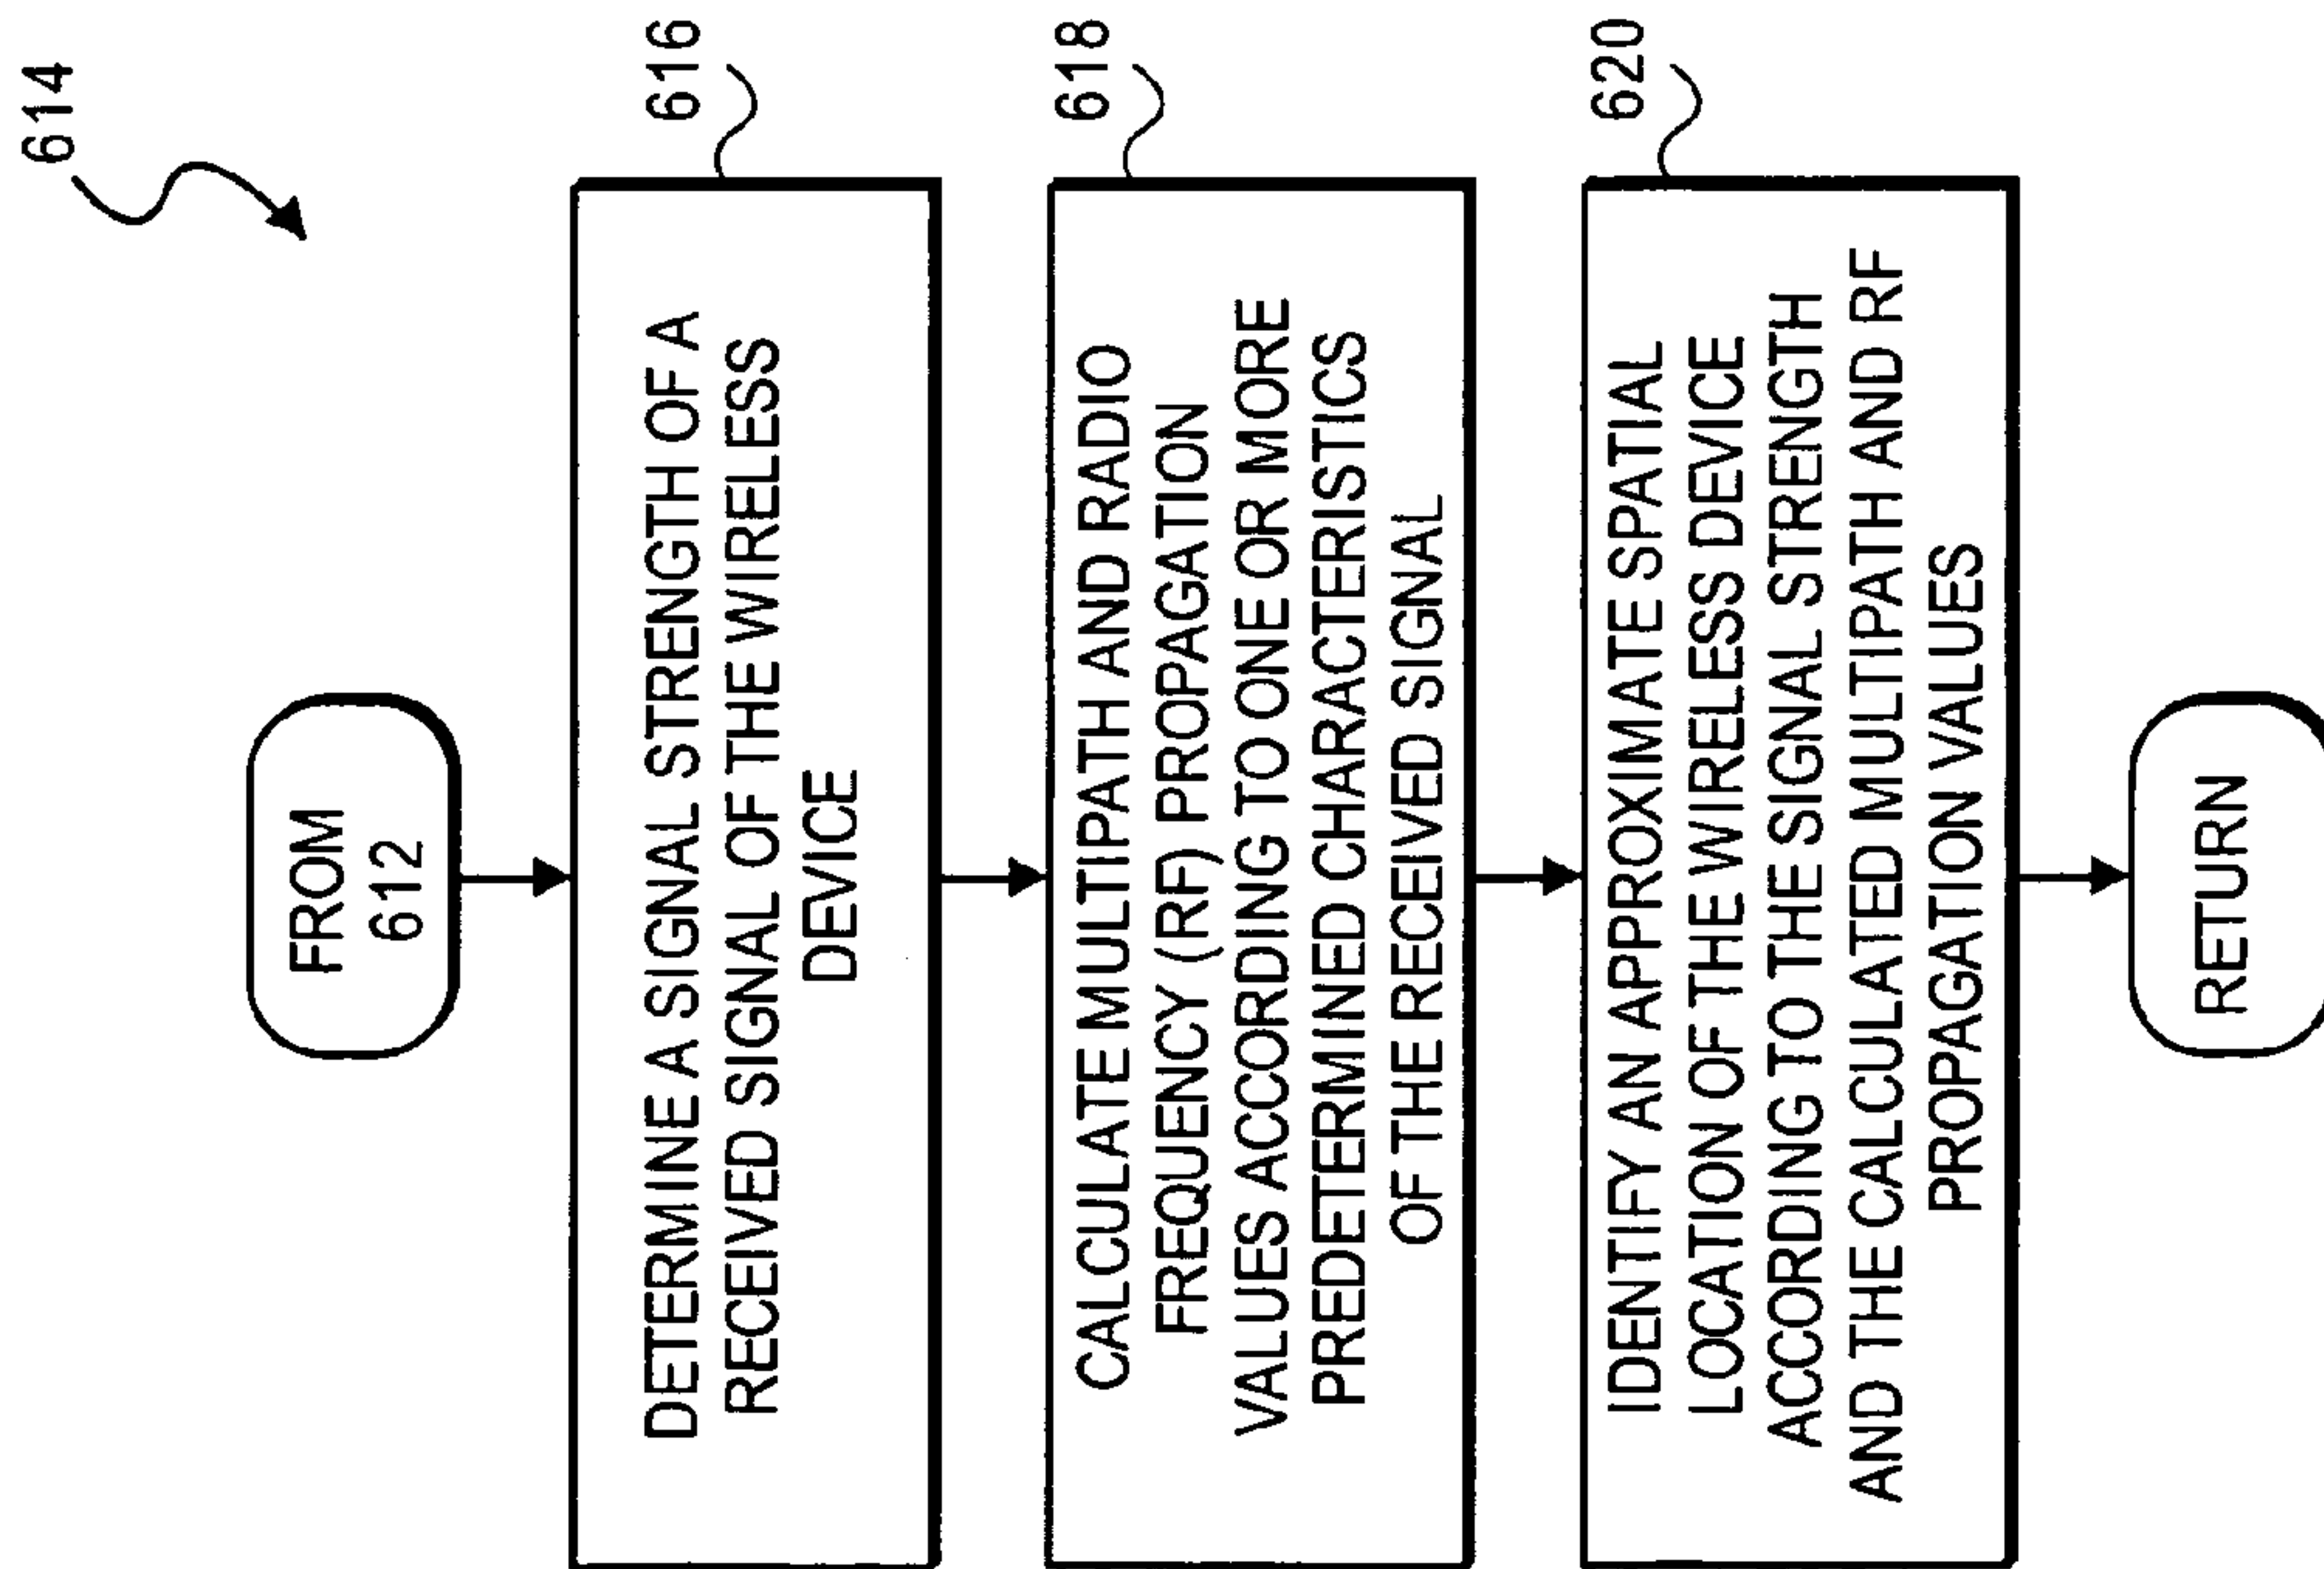 614
FROM
612
616
DETERMINE A SIGNAL STRENGTH OF A
RECEIVED SIGNAL OF THE WIRELESS
DEVICE
618
CALCULATE MULTIPATH AND RADIO
FREQUENCY (RF) PROPAGATION
VALUES ACCORDING TO ONE OR MORE
PREDETERMINED CHARACTERISTICS
OF THE RECEIVED SIGNAL
620
IDENTIFY AN APPROXIMATE SPATIAL
LOCATION OF THE WIRELESS DEVICE
ACCORDING TO THE SIGNAL STRENGTH
AND THE CALCULATED MULTIPATH AND RF
PROPAGATION VALUES
RETURN